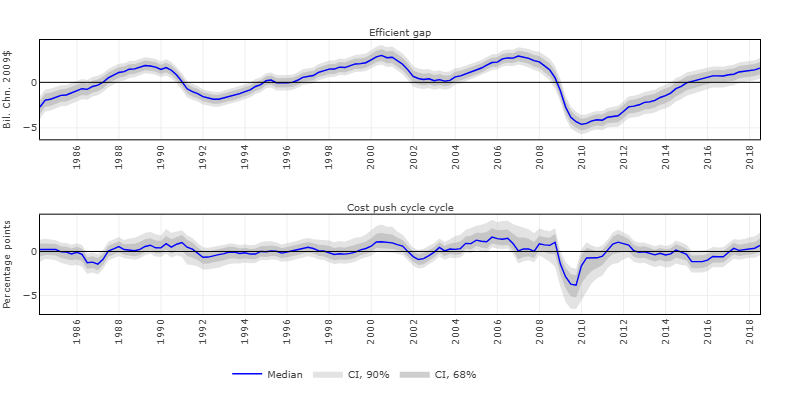 Efficient gap
Bil. Chn. 2009$
0
−5
1986 1988 1990 1992 1994 1996 1998 2000 2002 2004 2006 2008 2010 2012 2014 2016 2018
Cost push cycle cycle
Percentage points
0
−5
1986 1988 1990 1992 1994 1996 1998 2000 2002 2004 2006 2008 2010 2012 2014 2016 2018
Median CI, 90% CI, 68%